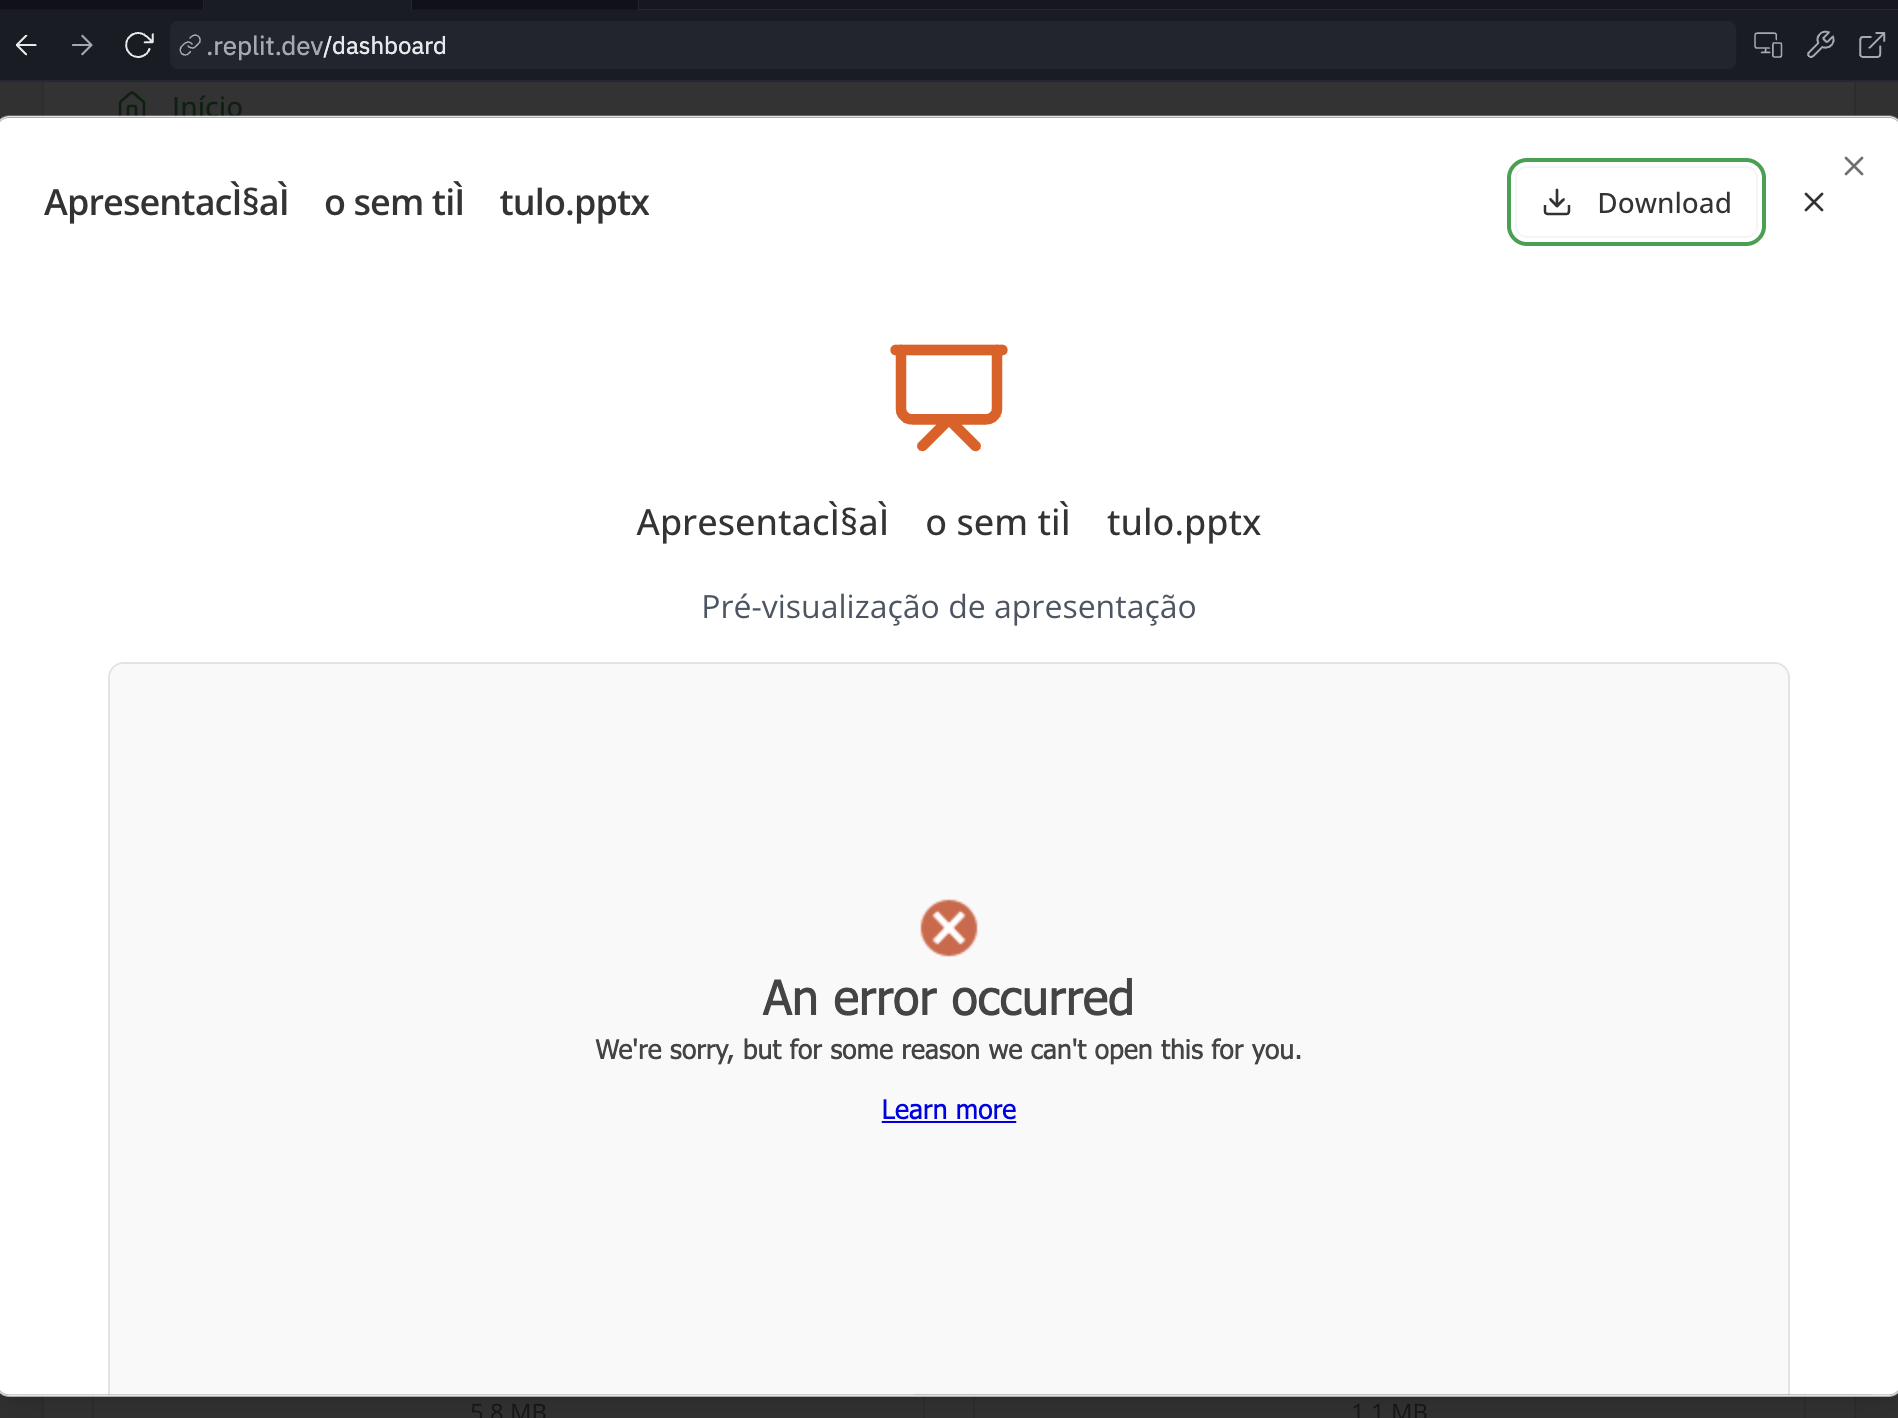 .replit.dev/dashboard
Início
ApresentacÌ§aÌ o sem tiÌ tulo.pptx
Download
ApresentacÌ§aÌ o sem tiÌ tulo.pptx
Pré-visualização de apresentação
An error occurred
We're sorry, but for some reason we can't open this for you.
Learn more
5.8 MB
1.1 MB